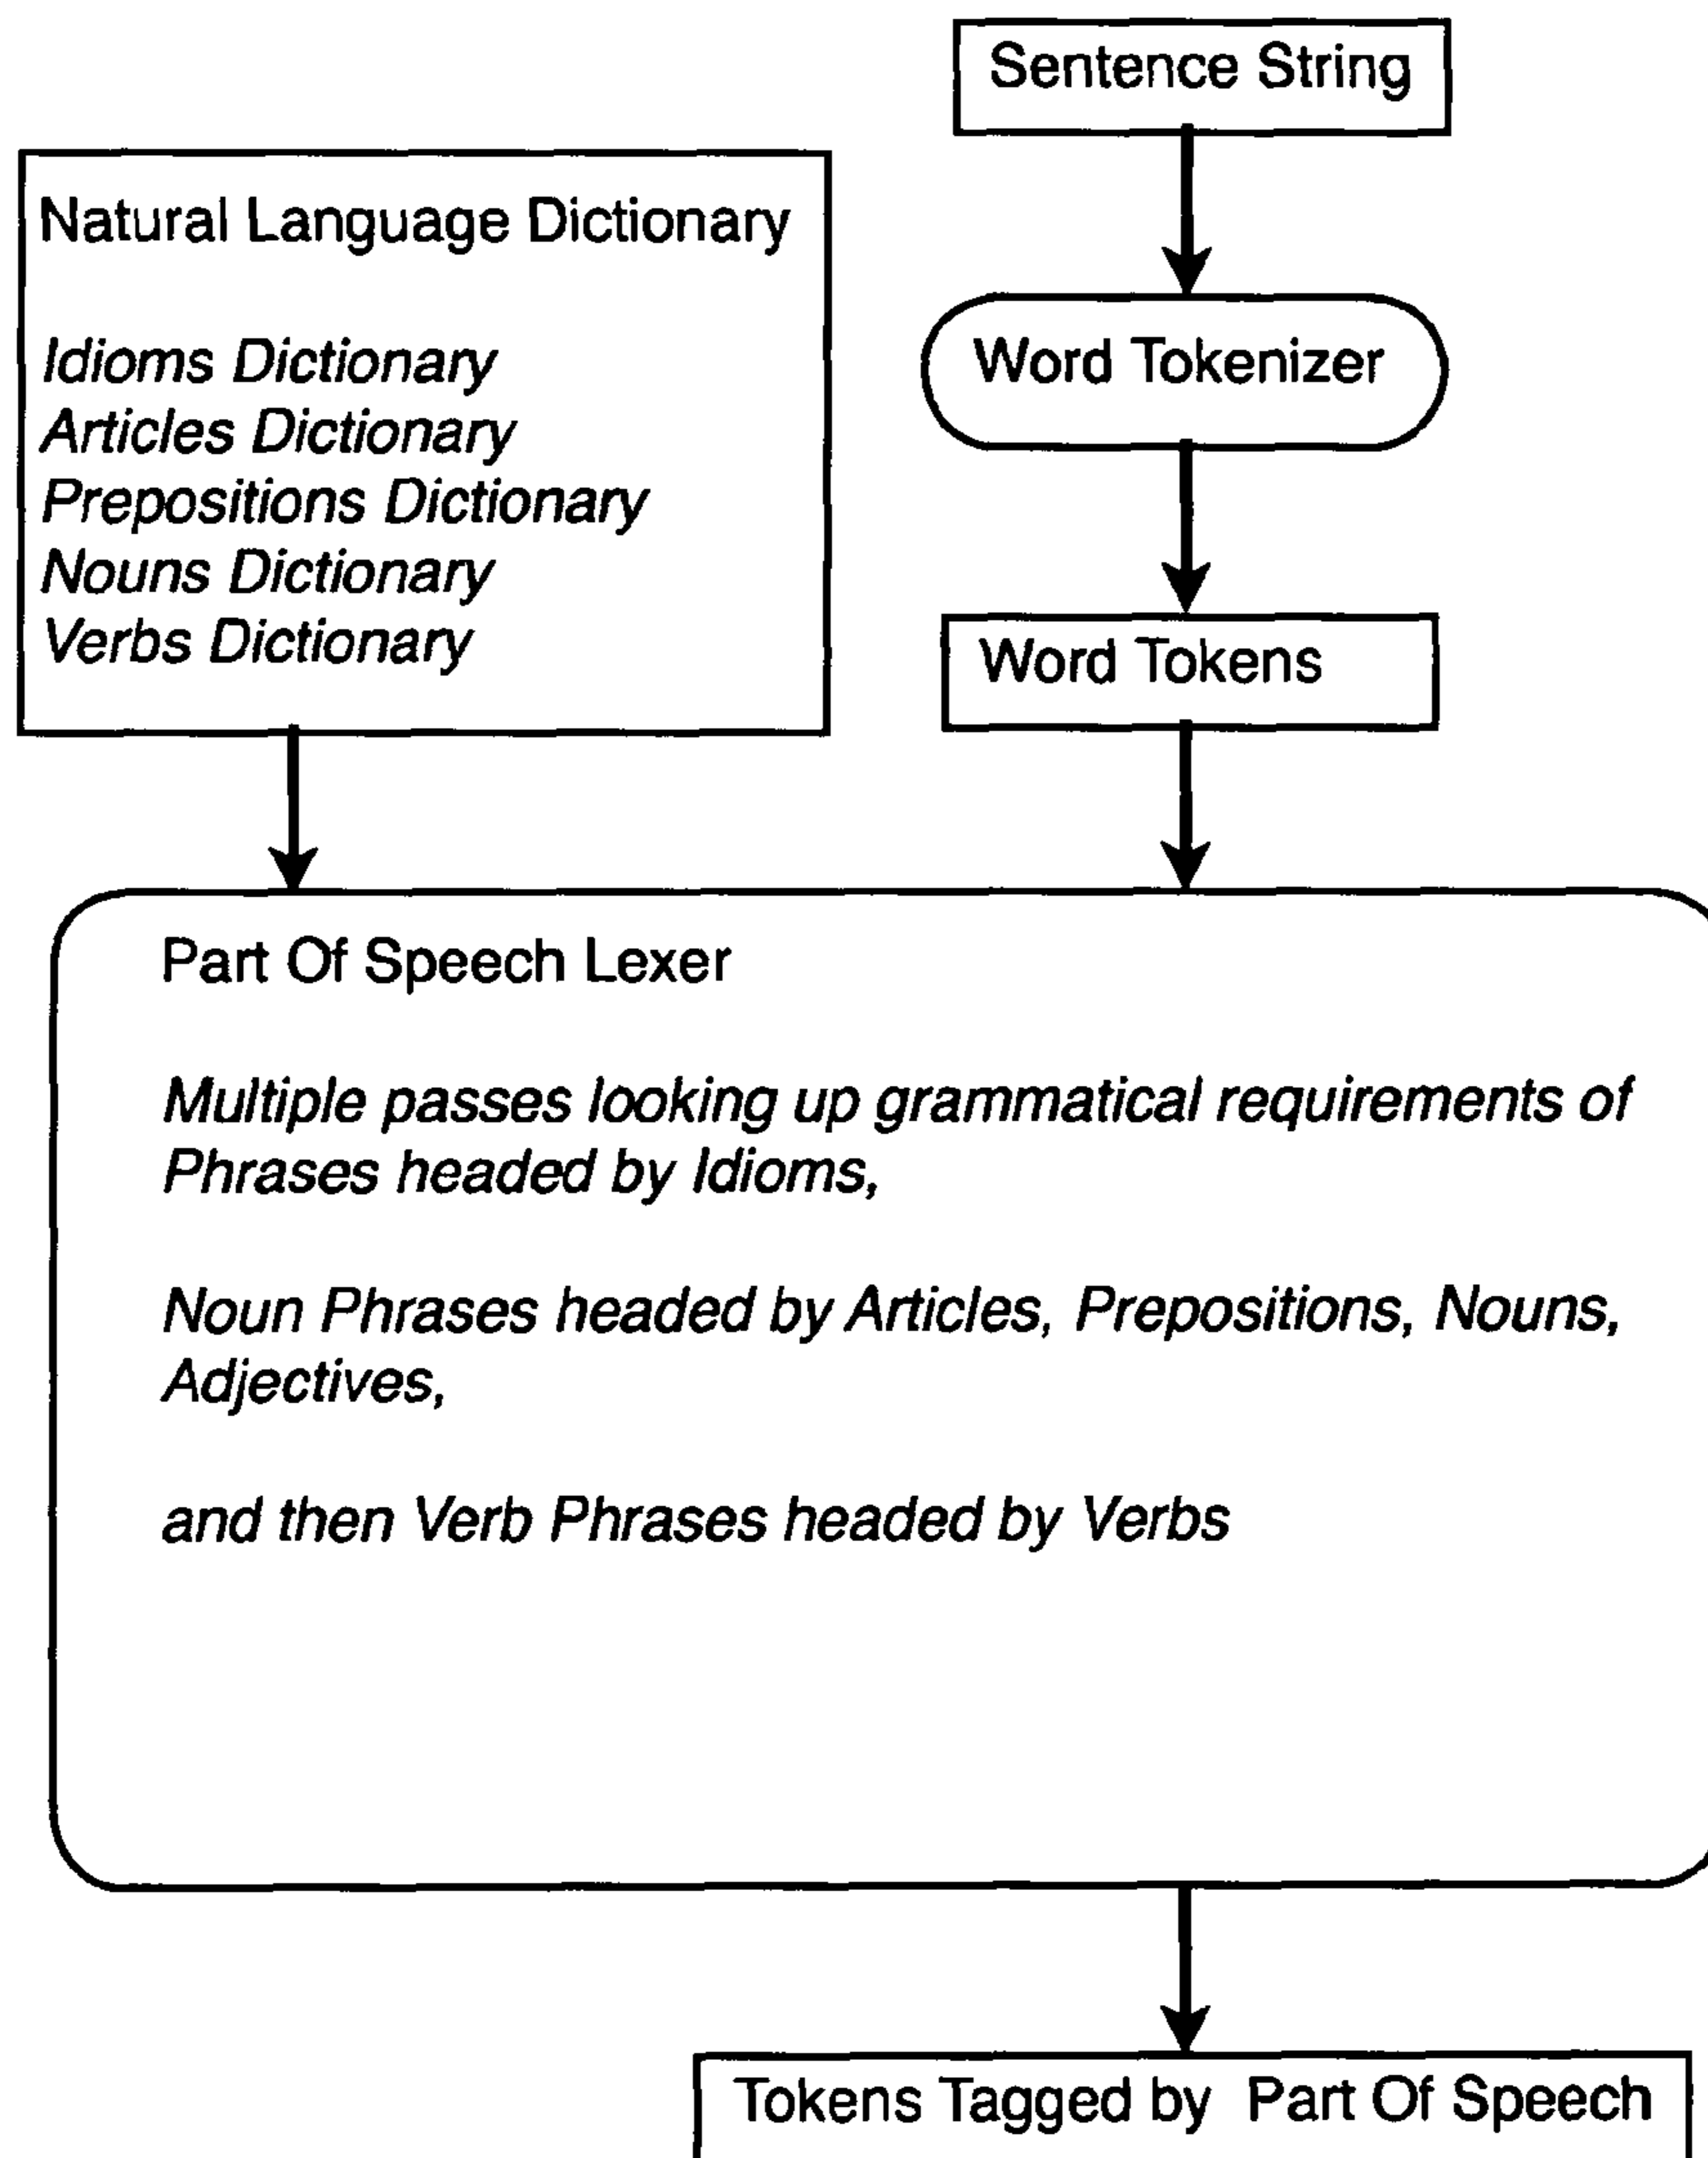 Sentence String
Natural Language Dictionary
Idioms Dictionary
Articles Dictionary
Prepositions Dictionary
Nouns Dictionary
Verbs Dictionary
Word Tokenizer
Word Tokens
Part Of Speech Lexer
Multiple passes looking up grammatical requirements of
Phrases headed by Idioms,
Noun Phrases headed by Articles, Prepositions, Nouns,
Adjectives,
and then Verb Phrases headed by Verbs
Tokens Tagged by Part Of Speech